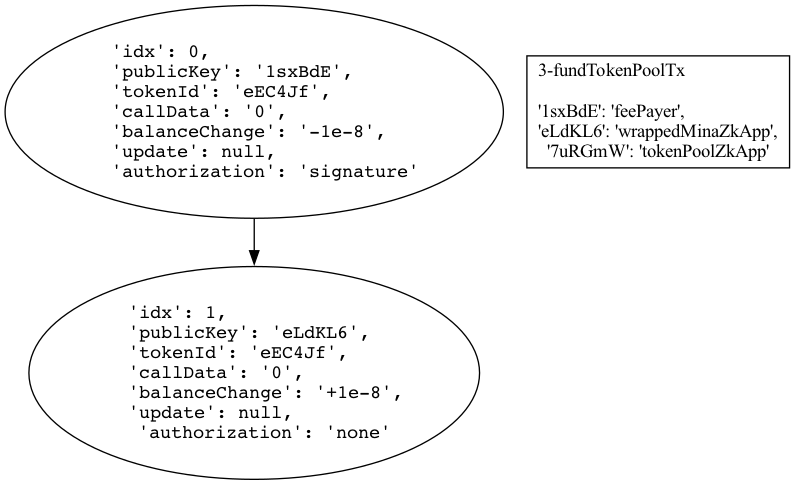 'idx': 0,
'publicKey': '1sxBdE',
'tokenId': 'eEC4Jf',
'callData': '0',
'balanceChange': '-1e-8',
'update': null,
'authorization': 'signature'
3-fundTokenPoolTx
'1sxBdE': 'feePayer',
'eLdKL6': 'wrappedMinaZkApp',
'7uRGmW': 'tokenPoolZkApp'
'idx': 1,
'publicKey': 'eLdKL6',
'tokenId': 'eEC4Jf',
'callData': '0',
'balanceChange': '+1e-8',
'update': null,
'authorization': 'none'